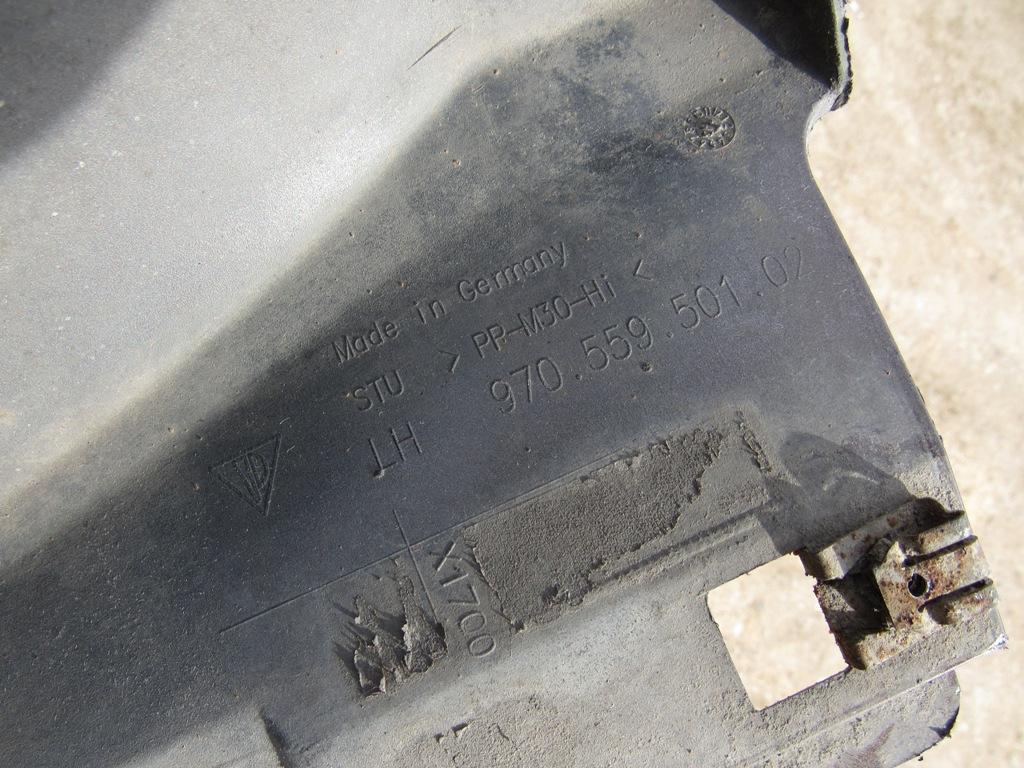 Made in Germany
STU > PP-M30-Hi <
LH 970.559.501.02
X1700